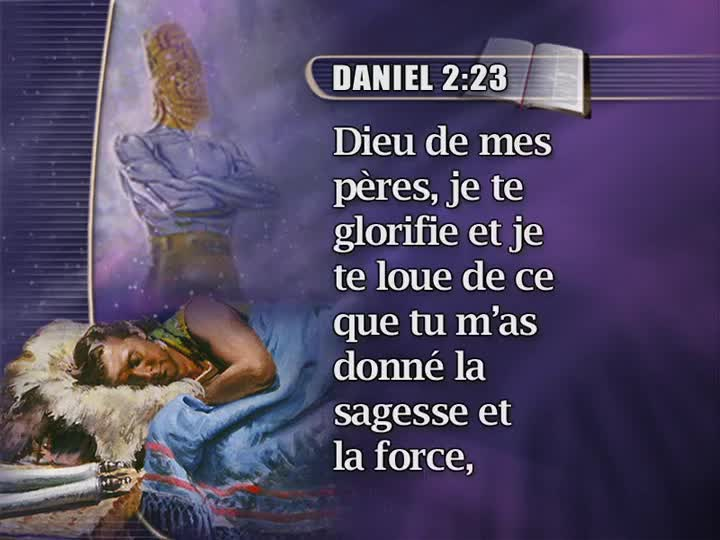 DANIEL 2:23
Dieu de mes
pères, je te
glorifie et je
te loue de ce
que tu m’as
donné la
sagesse et
la force,